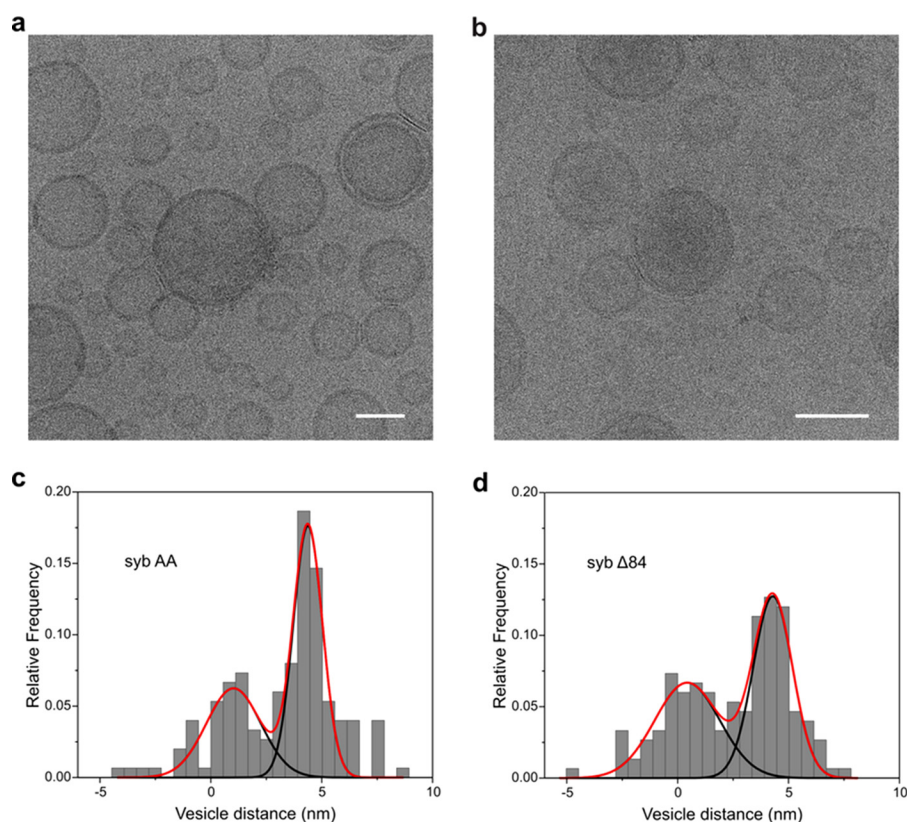 a
b
c
d
0.20
0.15
0.10
0.05
0.00
Relative Frequency
syb AA
-5
0
5
10
Vesicle distance (nm)
0.20
0.15
0.10
0.05
0.00
Relative Frequency
syb Δ84
-5
0
5
10
Vesicle distance (nm)